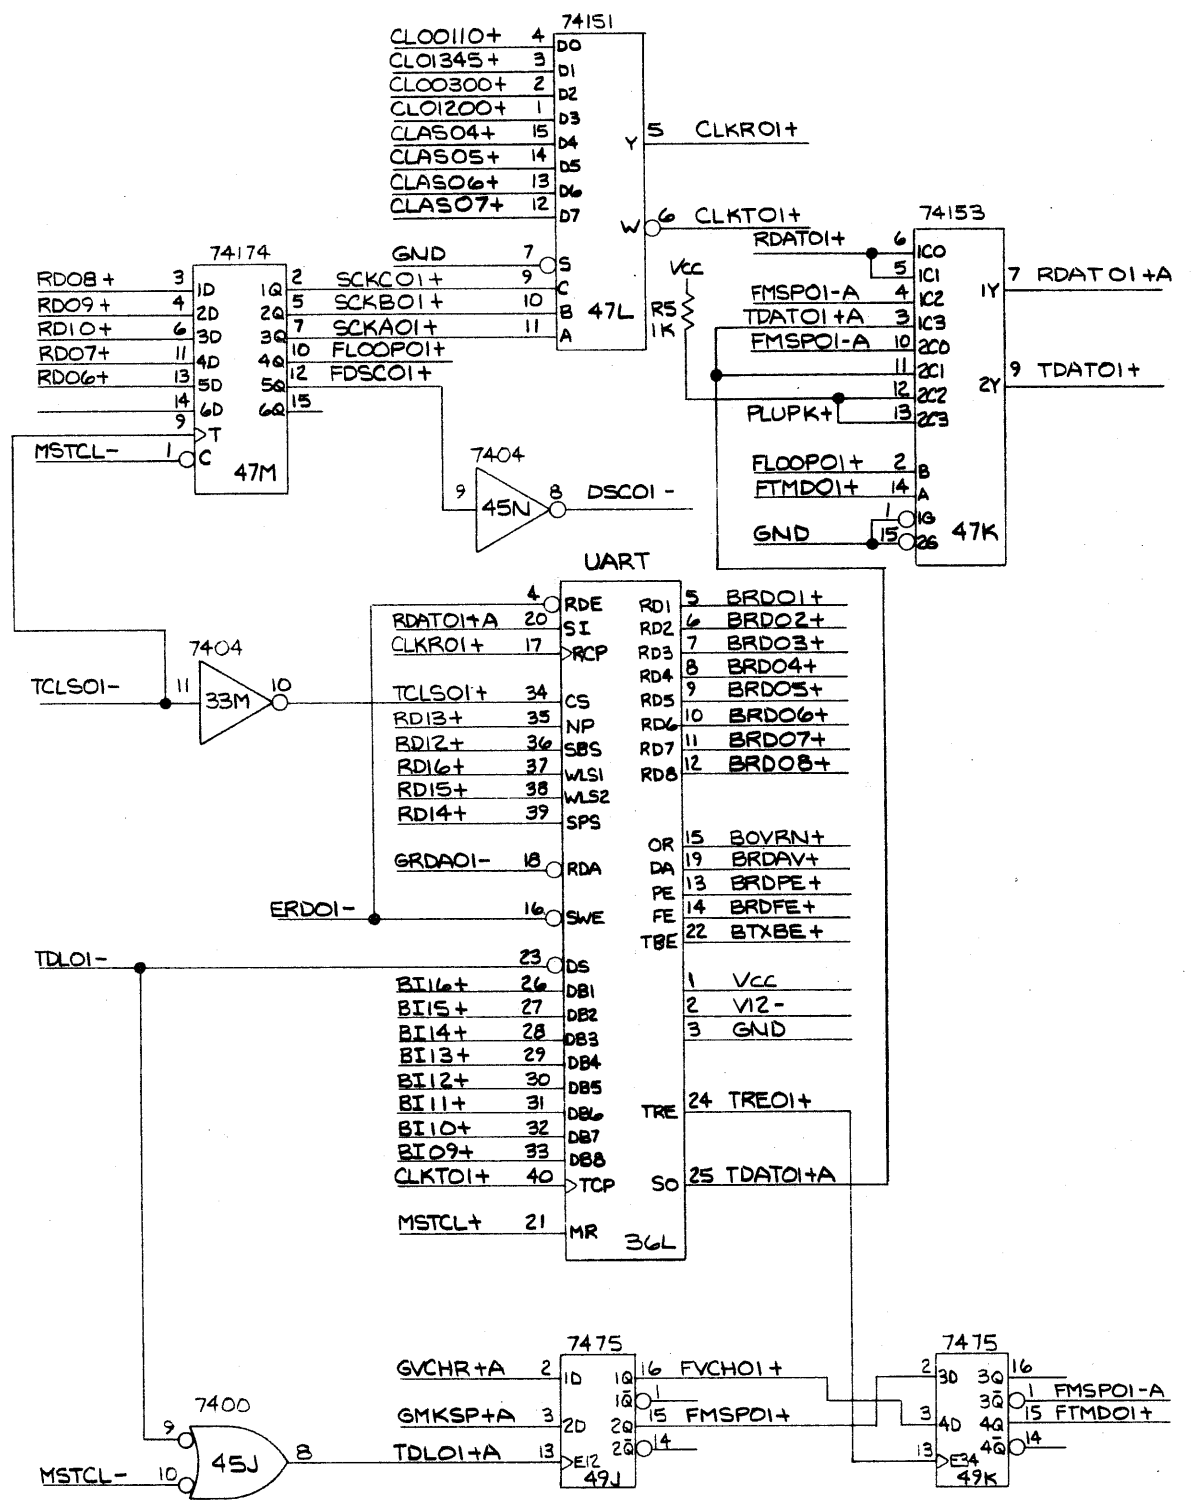 74151
CLO0110+ 4 D0
CLO1345+ 3 D1
CLO0300+ 2 D2
CLO1200+ 1 D3
CLAS04+ 15 D4
CLAS05+ 14 D5
CLAS06+ 13 D6
CLAS07+ 12 D7
GND 7 S
9 C
10 B
11 A
Y 5 CLKR01+
W 6 CLKT01+
47L
74174
RD08+ 3 1D 1Q 2 SCKC01+
RD09+ 4 2D 2Q 5 SCKB01+
RD10+ 6 3D 3Q 7 SCKA01+
RD07+ 11 4D 4Q 10 FLOOP01+
RD06+ 13 5D 5Q 12 FDSC01+
14 6D 6Q 15
9 T
MSTCL- 1 C
47M
7404
9 45N 8 DSC01-
VCC
R5
1K
74153
RDAT01+ 6 1C0
5 1C1
FMSP01-A 4 1C2
TDAT01+A 3 1C3
FMSP01-A 10 2C0
11 2C1
12 2C2
PLUPK+ 13 2C3
FLOOP01+ 2 B
FTMD01+ 14 A
1 1G
GND 15 2G
1Y 7 RDAT01+A
2Y 9 TDAT01+
47K
7404
TCLS01- 11 33M 10
UART
4 RDE
RDAT01+A 20 SI
CLKR01+ 17 RCP
TCLS01+ 34 CS
RD13+ 35 NP
RD12+ 36 SBS
RD16+ 37 WLS1
RD15+ 38 WLS2
RD14+ 39 SPS
GRDA01- 18 RDA
ERD01- 16 SWE
TDL01- 23 DS
BI16+ 26 DB1
BI15+ 27 DB2
BI14+ 28 DB3
BI13+ 29 DB4
BI12+ 30 DB5
BI11+ 31 DB6
BI10+ 32 DB7
BI09+ 33 DB8
CLKT01+ 40 TCP
MSTCL+ 21 MR
RD1 5 BRD01+
RD2 6 BRD02+
RD3 7 BRD03+
RD4 8 BRD04+
RD5 9 BRD05+
RD6 10 BRD06+
RD7 11 BRD07+
RD8 12 BRD08+
OR 15 BOVRN+
DA 19 BRDAV+
PE 13 BRDPE+
FE 14 BRDFE+
TBE 22 BTXBE+
1 VCC
2 V12-
3 GND
TRE 24 TRE01+
SO 25 TDAT01+A
36L
7400
9
MSTCL- 10
45J 8 TDL01+A
7475
GVCHR+A 2 1D 1Q 16 FVCH01+
1Q̅ 1
GMKSP+A 3 2D 2Q 15 FMSP01+
2Q̅ 14
13 E12
49J
7475
2 3D 3Q 16
3Q̅ 1 FMSP01-A
3 4D 4Q 15 FTMD01+
4Q̅ 14
13 E34
49K